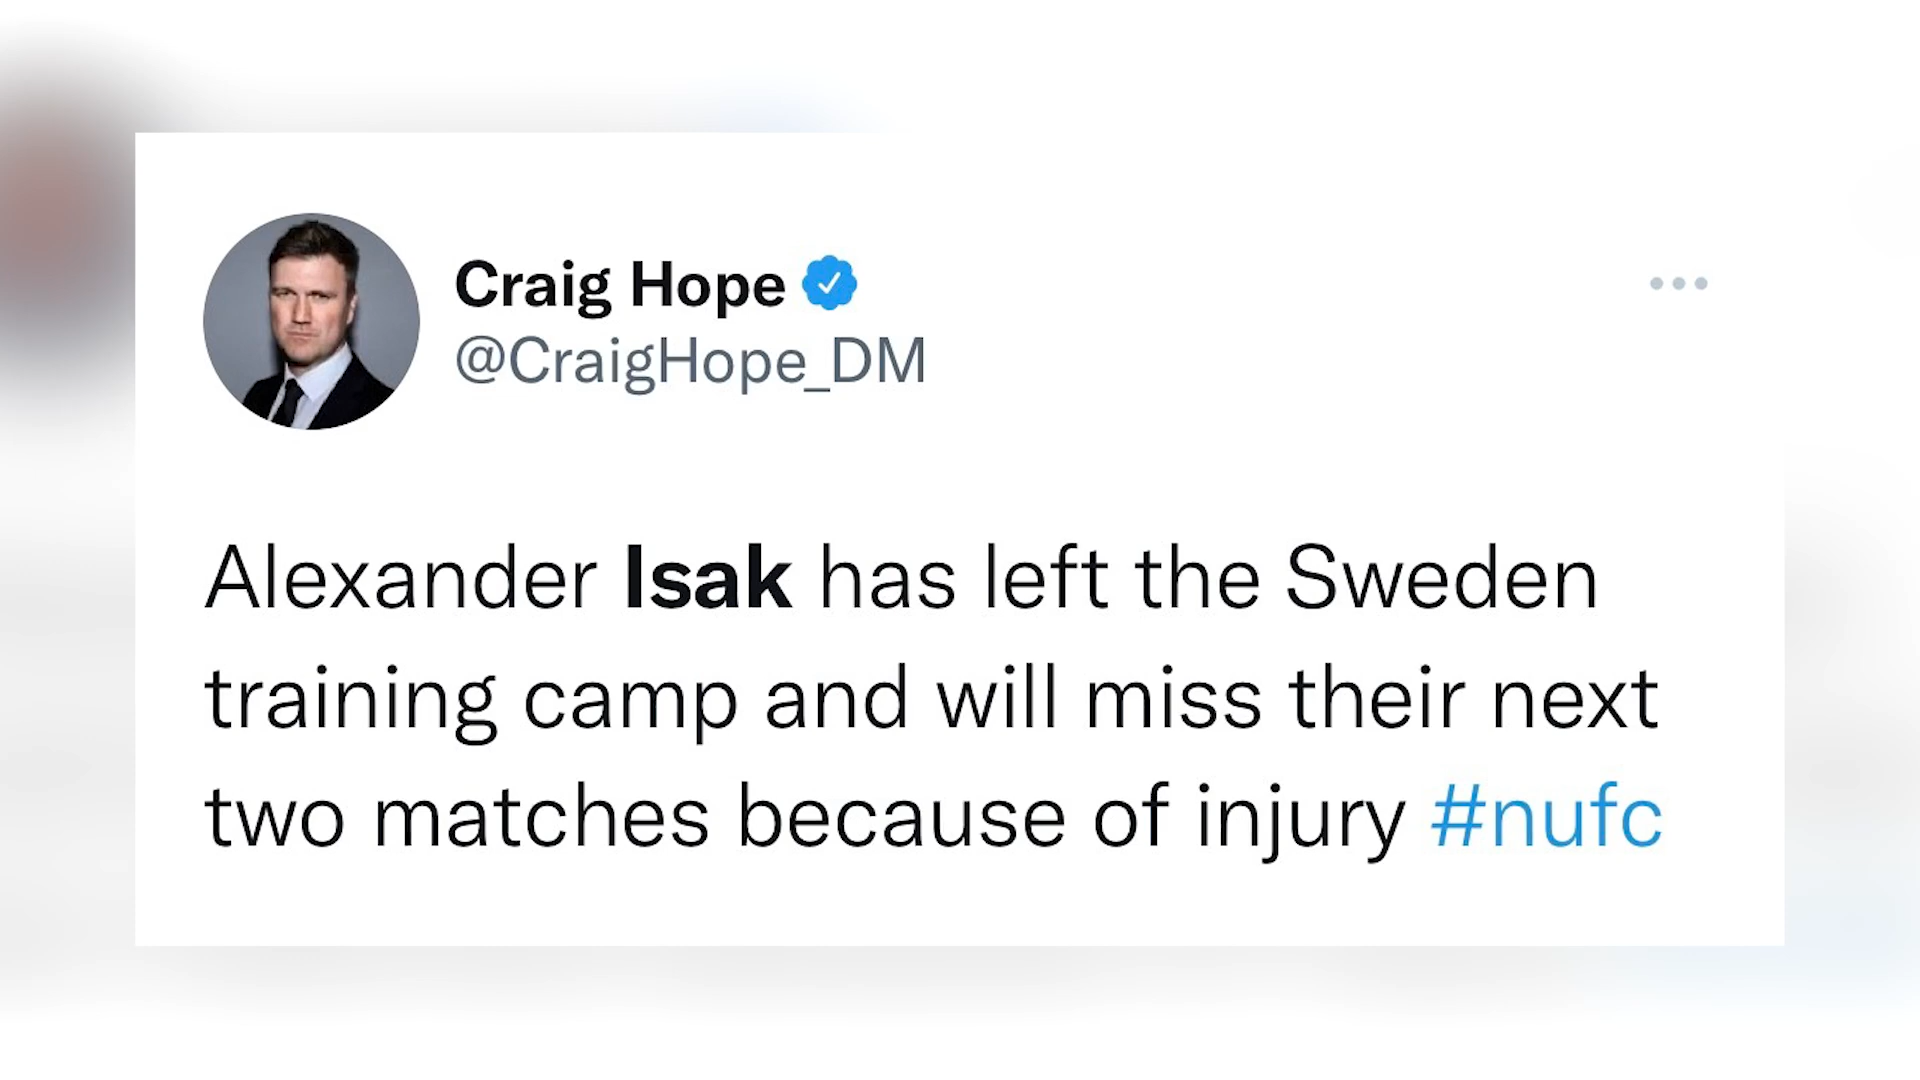 Craig Hope
@CraigHope_DM
Alexander Isak has left the Sweden
training camp and will miss their next
two matches because of injury #nufc